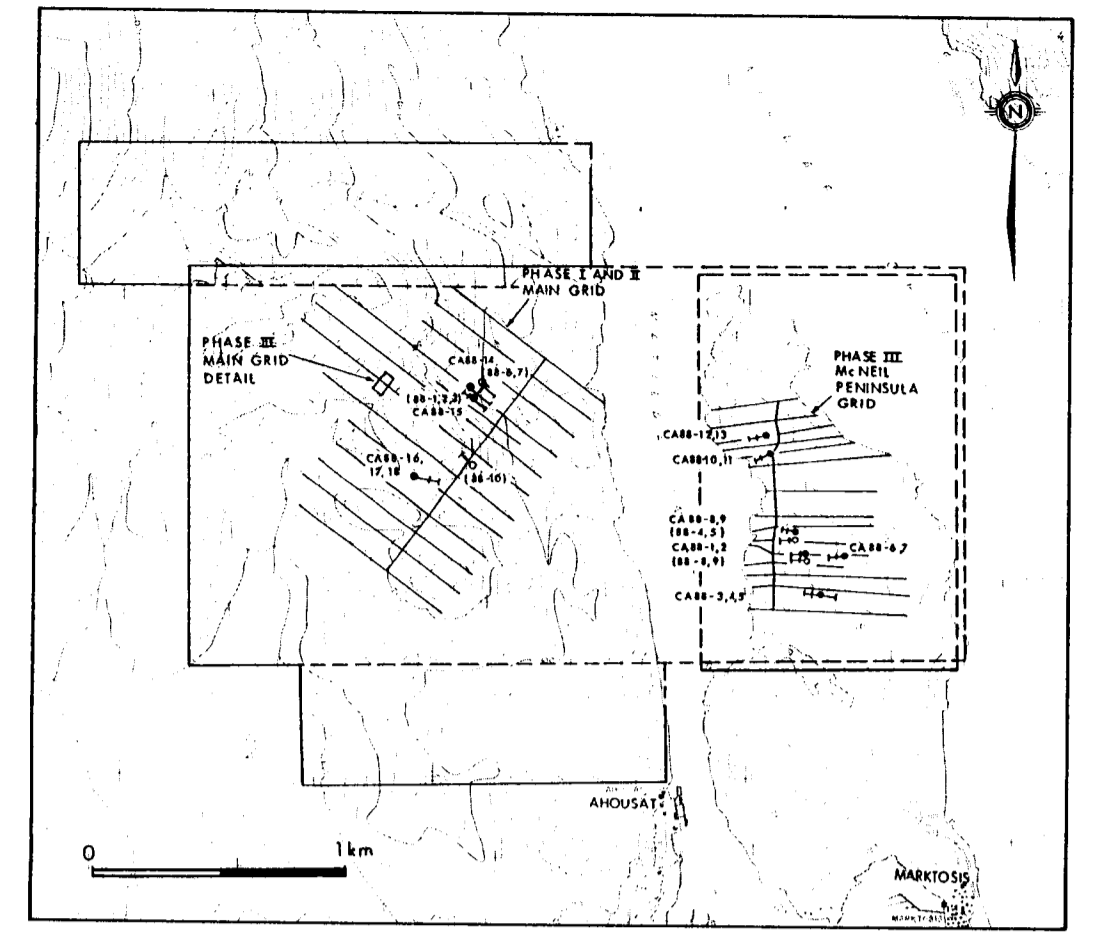 N
PHASE I AND II
MAIN GRID
PHASE III
MAIN GRID
DETAIL
CA88-14
(88-6,7)
(88-1,2,3)
CA88-15
CA88-16,
17,18
(88-10)
PHASE III
McNEIL
PENINSULA
GRID
CA88-12,13
CA88-10,11
CA88-8,9
(88-4,5)
CA88-1,2
(88-8,9)
CA88-6,7
CA88-3,4,5
AHOUSAT
0 1km
MARKTOSIS
MARKTOSIS